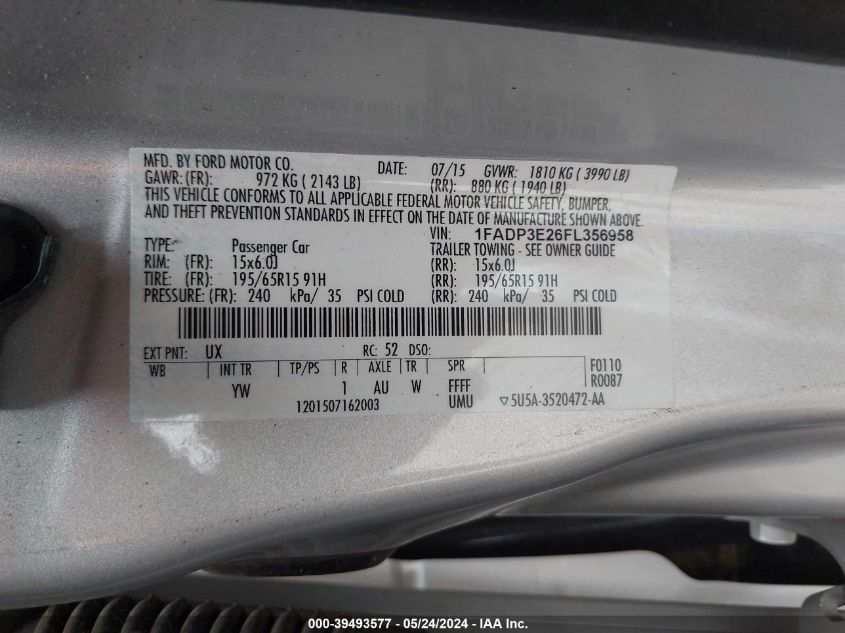 MFD. BY FORD MOTOR CO. DATE: 07/15 GVWR: 1810 KG ( 3990 LB)
GAWR: (FR): 972 KG ( 2143 LB) (RR): 880 KG ( 1940 LB)
THIS VEHICLE CONFORMS TO ALL APPLICABLE FEDERAL MOTOR VEHICLE SAFETY, BUMPER,
AND THEFT PREVENTION STANDARDS IN EFFECT ON THE DATE OF MANUFACTURE SHOWN ABOVE.
VIN: 1FADP3E26FL356958
TYPE: Passenger Car TRAILER TOWING - SEE OWNER GUIDE
RIM: (FR): 15x6.0J (RR): 15x6.0J
TIRE: (FR): 195/65R15 91H (RR): 195/65R15 91H
PRESSURE: (FR): 240 kPa/ 35 PSI COLD (RR): 240 kPa/ 35 PSI COLD
EXT PNT: UX RC: 52 DSO:
WB INT TR TP/PS R AXLE TR SPR F0110
R0087
YW 1 AU W FFFF
1201507162003 UMU ▽5U5A-3520472-AA
000-39493577 - 05/24/2024 - IAA Inc.